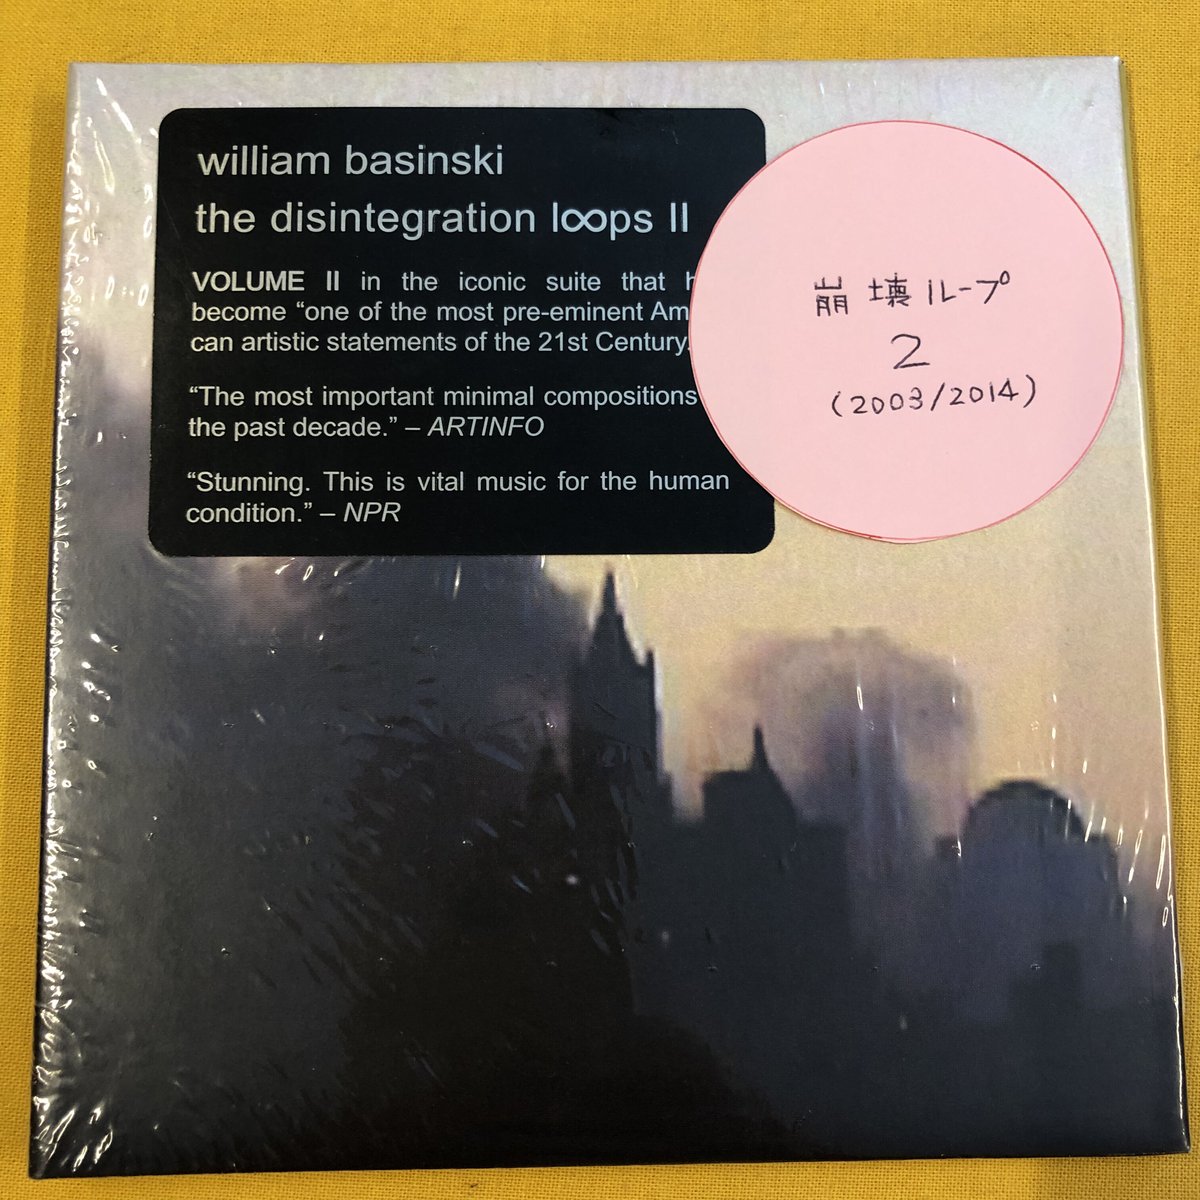 william basinski
the disintegration l∞ps II
VOLUME II in the iconic suite that
become “one of the most pre-eminent Am
can artistic statements of the 21st Century.
“The most important minimal compositions
the past decade.” – ARTINFO
“Stunning. This is vital music for the human
condition.” – NPR
崩壊ループ
2
(2003/2014)